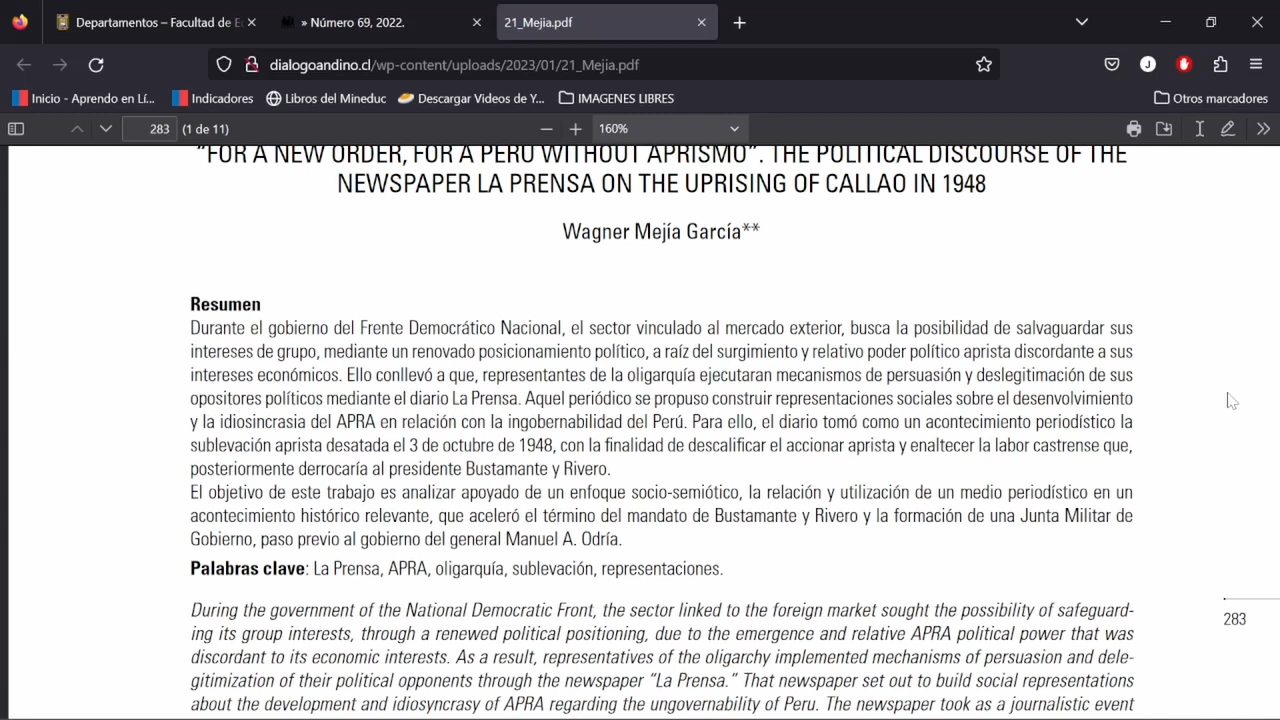 Departamentos – Facultad de E
» Número 69, 2022.
21_Mejia.pdf
dialogoandino.cl/wp-content/uploads/2023/01/21_Mejia.pdf
J
Inicio - Aprendo en Lí...
Indicadores
Libros del Mineduc
Descargar Videos de Y...
IMAGENES LIBRES
Otros marcadores
283
(1 de 11)
160%
"FOR A NEW ORDER, FOR A PERU WITHOUT APRISMO". THE POLITICAL DISCOURSE OF THE
NEWSPAPER LA PRENSA ON THE UPRISING OF CALLAO IN 1948
Wagner Mejía García**
Resumen
Durante el gobierno del Frente Democrático Nacional, el sector vinculado al mercado exterior, busca la posibilidad de salvaguardar sus
intereses de grupo, mediante un renovado posicionamiento político, a raíz del surgimiento y relativo poder político aprista discordante a sus
intereses económicos. Ello conllevó a que, representantes de la oligarquía ejecutaran mecanismos de persuasión y deslegitimación de sus
opositores políticos mediante el diario La Prensa. Aquel periódico se propuso construir representaciones sociales sobre el desenvolvimiento
y la idiosincrasia del APRA en relación con la ingobernabilidad del Perú. Para ello, el diario tomó como un acontecimiento periodístico la
sublevación aprista desatada el 3 de octubre de 1948, con la finalidad de descalificar el accionar aprista y enaltecer la labor castrense que,
posteriormente derrocaría al presidente Bustamante y Rivero.
El objetivo de este trabajo es analizar apoyado de un enfoque socio-semiótico, la relación y utilización de un medio periodístico en un
acontecimiento histórico relevante, que aceleró el término del mandato de Bustamante y Rivero y la formación de una Junta Militar de
Gobierno, paso previo al gobierno del general Manuel A. Odría.
Palabras clave: La Prensa, APRA, oligarquía, sublevación, representaciones.
During the government of the National Democratic Front, the sector linked to the foreign market sought the possibility of safeguard-
ing its group interests, through a renewed political positioning, due to the emergence and relative APRA political power that was
discordant to its economic interests. As a result, representatives of the oligarchy implemented mechanisms of persuasion and dele-
gitimization of their political opponents through the newspaper "La Prensa." That newspaper set out to build social representations
about the development and idiosyncrasy of APRA regarding the ungovernability of Peru. The newspaper took as a journalistic event
283